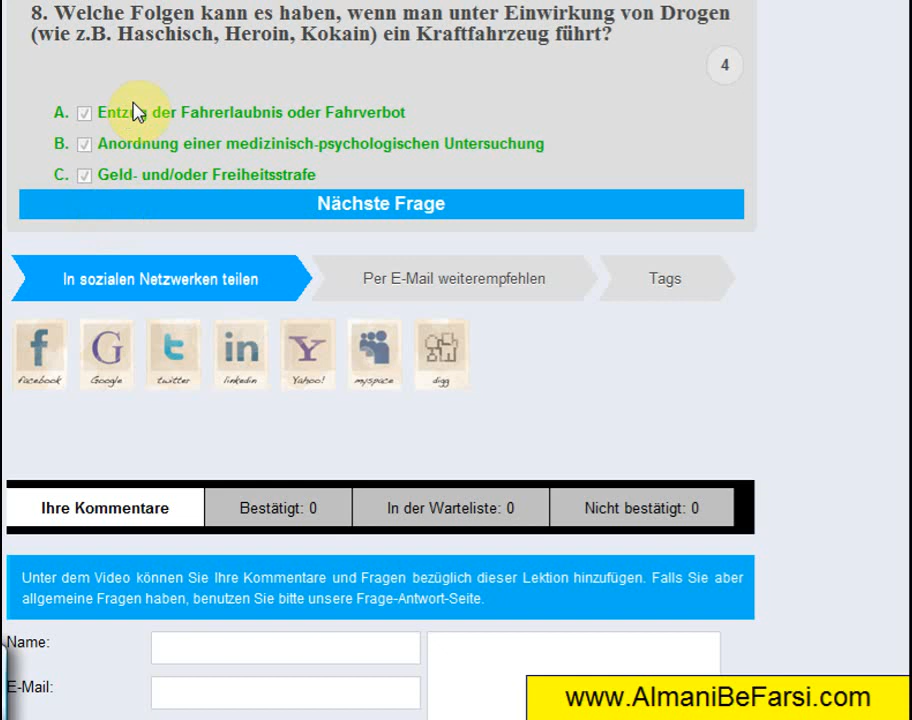 8. Welche Folgen kann es haben, wenn man unter Einwirkung von Drogen
(wie z.B. Haschisch, Heroin, Kokain) ein Kraftfahrzeug führt?
4
A. Entzug der Fahrerlaubnis oder Fahrverbot
B. Anordnung einer medizinisch-psychologischen Untersuchung
C. Geld- und/oder Freiheitsstrafe
Nächste Frage
In sozialen Netzwerken teilen Per E-Mail weiterempfehlen Tags
f G t in Y
facebook Google twitter linkedin Yahoo! myspace digg
Ihre Kommentare Bestätigt: 0 In der Warteliste: 0 Nicht bestätigt: 0
Unter dem Video können Sie Ihre Kommentare und Fragen bezüglich dieser Lektion hinzufügen. Falls Sie aber
allgemeine Fragen haben, benutzen Sie bitte unsere Frage-Antwort-Seite.
Name:
E-Mail:
www.AlmaniBeFarsi.com